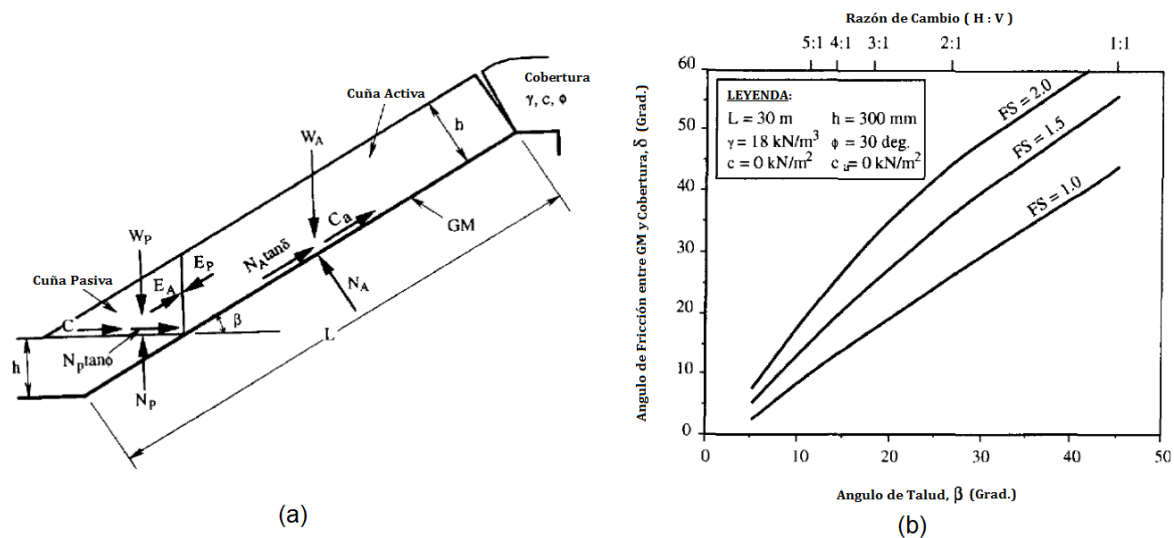 Cobertura
γ, c, ϕ
Cuña Activa
h
W_A
C_a
GM
N_A tanδ
W_P
E_P
E_A
Cuña Pasiva
N_A
C
β
L
h
N_P tanϕ
N_P
(a)
Razón de Cambio ( H : V )
5:1 4:1 3:1 2:1 1:1
Angulo de Fricción entre GM y Cobertura, δ (Grad.)
60
50
40
30
20
10
0
LEYENDA:
L = 30 m h = 300 mm
γ = 18 kN/m³ ϕ = 30 deg.
c = 0 kN/m² c a = 0 kN/m²
FS = 2.0
FS = 1.5
FS = 1.0
0 10 20 30 40 50
Angulo de Talud, β (Grad.)
(b)